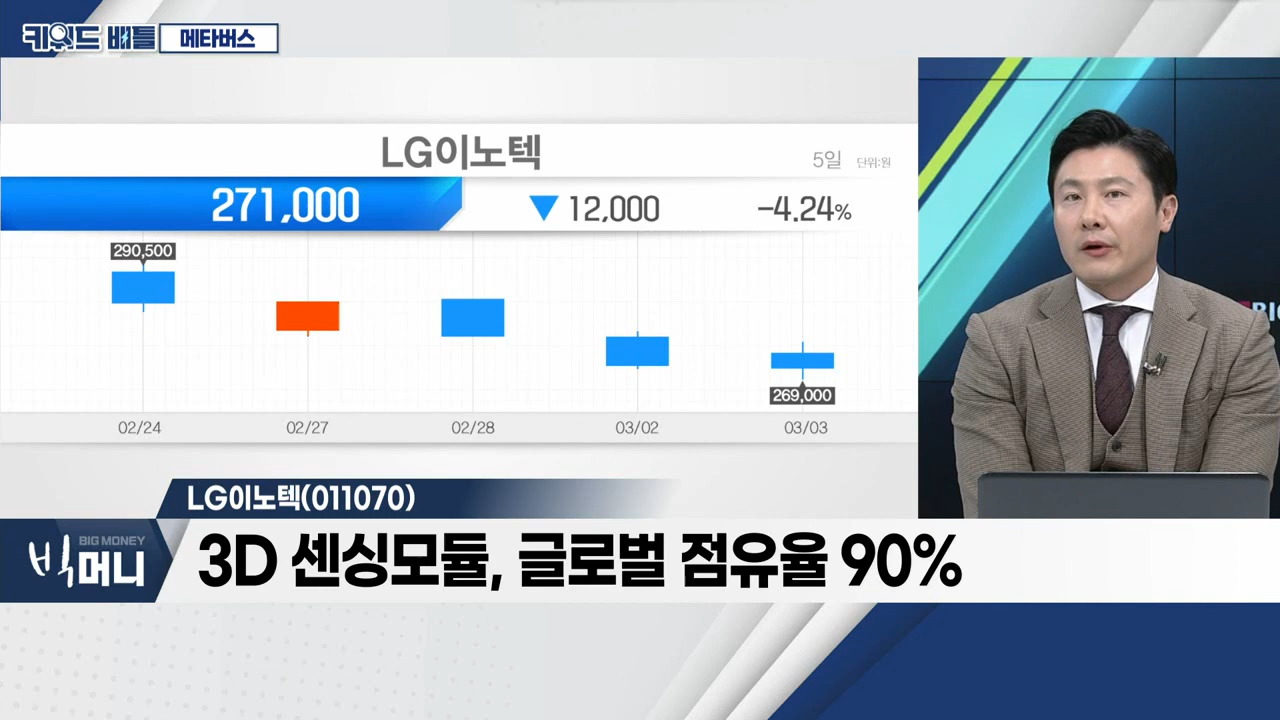 키워드 배틀 메타버스
LG이노텍
5일 단위:원
271,000 ▼ 12,000 -4.24%
290,500
269,000
02/24 02/27 02/28 03/02 03/03
LG이노텍(011070)
BIG MONEY
빅머니
3D 센싱모듈, 글로벌 점유율 90%